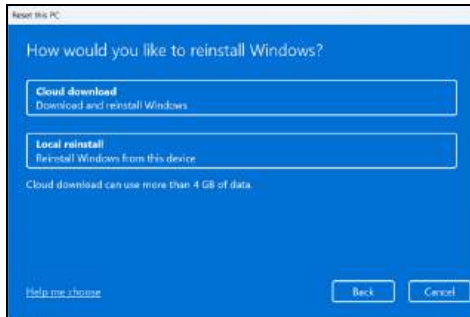 Reset this PC
How would you like to reinstall Windows?
Cloud download
Download and reinstall Windows
Local reinstall
Reinstall Windows from this device
Cloud download can use more than 4 GB of data.
Help me choose
Back
Cancel